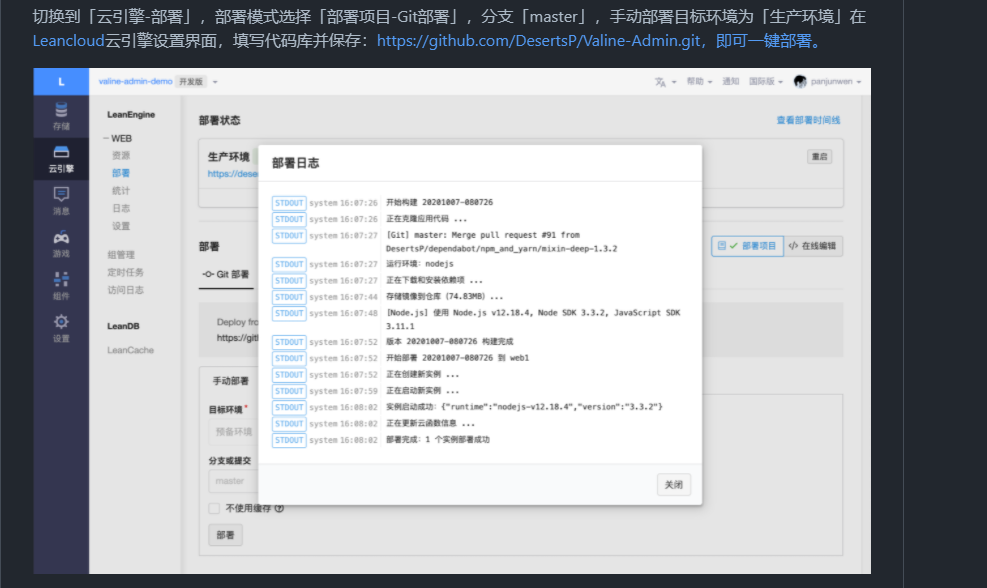 切换到「云引擎-部署」，部署模式选择「部署项目-Git部署」，分支「master」，手动部署目标环境为「生产环境」在
Leancloud云引擎设置界面，填写代码库并保存：https://github.com/DesertsP/Valine-Admin.git，即可一键部署。
L
valine-admin-demo 开发版
帮助 通知 国际版 panjunwen
存储
云引擎
消息
游戏
组件
设置
LeanEngine
WEB
资源
部署
统计
日志
设置
组管理
定时任务
访问日志
LeanDB
LeanCache
部署状态
查看部署时间线
生产环境
重启
https://dese
部署
部署项目 </> 在线编辑
Git 部署
Deploy fro
https://gitl
手动部署
目标环境*
预备环境
分支或提交
master
不使用缓存
部署
部署日志
STDOUT system 16:07:26 开始构建 20201007-080726
STDOUT system 16:07:26 正在克隆应用代码 ...
STDOUT system 16:07:27 [Git] master: Merge pull request #91 from
DesertsP/dependabot/npm_and_yarn/mixin-deep-1.3.2
STDOUT system 16:07:27 运行环境: nodejs
STDOUT system 16:07:27 正在下载和安装依赖项 ...
STDOUT system 16:07:44 存储镜像到仓库 (74.83MB) ...
STDOUT system 16:07:48 [Node.js] 使用 Node.js v12.18.4, Node SDK 3.3.2, JavaScript SDK
3.11.1
STDOUT system 16:07:52 版本 20201007-080726 构建完成
STDOUT system 16:07:52 开始部署 20201007-080726 到 web1
STDOUT system 16:07:52 正在创建新实例 ...
STDOUT system 16:07:59 正在启动新实例 ...
STDOUT system 16:08:02 实例启动成功: {"runtime":"nodejs-v12.18.4","version":"3.3.2"}
STDOUT system 16:08:02 正在更新云函数信息 ...
STDOUT system 16:08:02 部署完成: 1 个实例部署成功
关闭